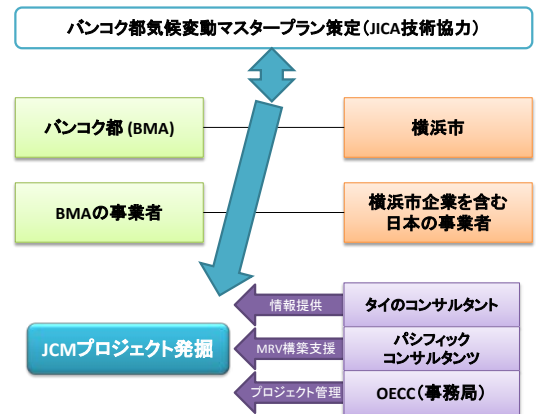 バンコク都気候変動マスタープラン策定（JICA技術協力）
バンコク都 (BMA)
横浜市
BMAの事業者
横浜市企業を含む
日本の事業者
情報提供
タイのコンサルタント
JCMプロジェクト発掘
MRV構築支援
パシフィック
コンサルタンツ
プロジェクト管理
OECC（事務局）